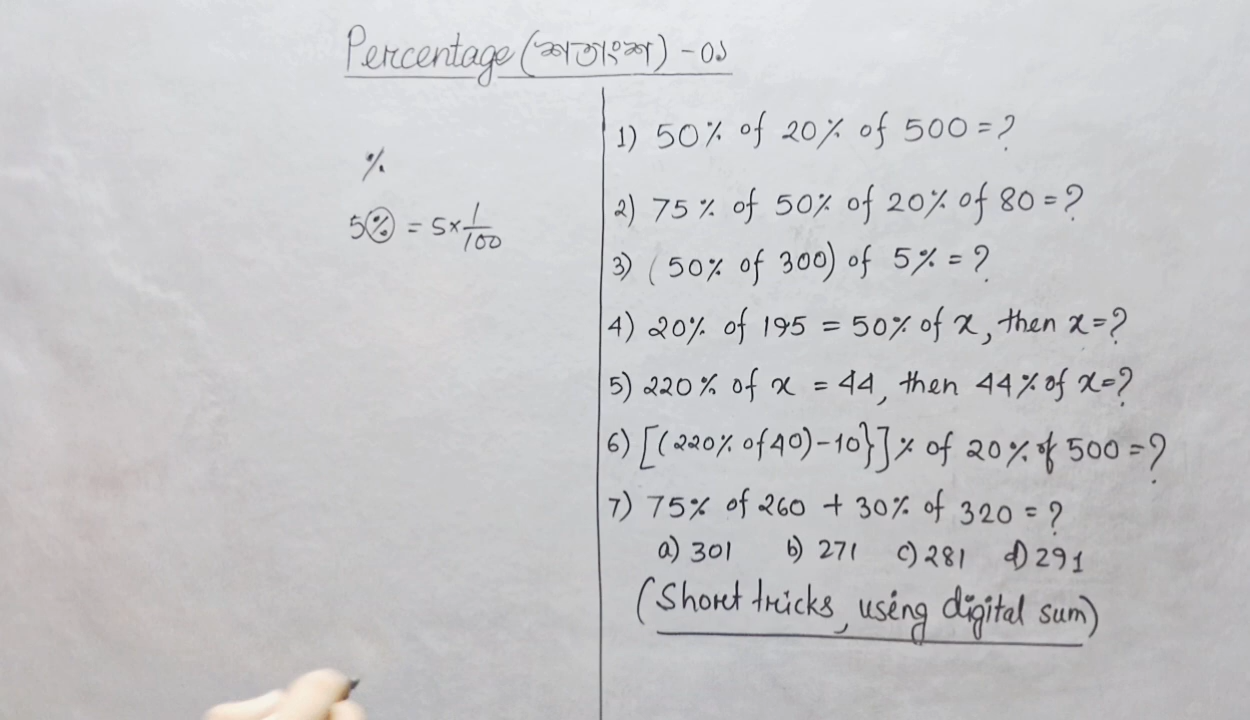 Percentage (শতাংশ) - ০১
%
5% = 5 × 1/100
1) 50% of 20% of 500 = ?
2) 75% of 50% of 20% of 80 = ?
3) (50% of 300) of 5% = ?
4) 20% of 195 = 50% of x, then x = ?
5) 220% of x = 44, then 44% of x = ?
6) [(220% of 40) - 10}]% of 20% of 500 = ?
7) 75% of 260 + 30% of 320 = ?
a) 301 b) 271 c) 281 d) 291
(Short tricks, using digital sum)